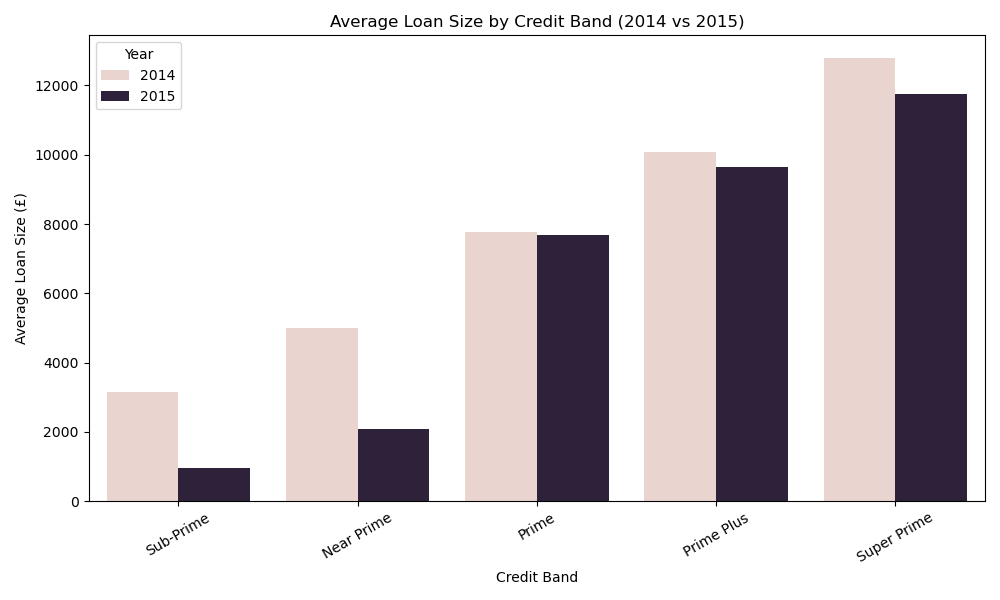 Average Loan Size by Credit Band (2014 vs 2015)
Year
2014
2015
Average Loan Size (£)
12000
10000
8000
6000
4000
2000
0
Sub-Prime
Near Prime
Prime
Prime Plus
Super Prime
Credit Band